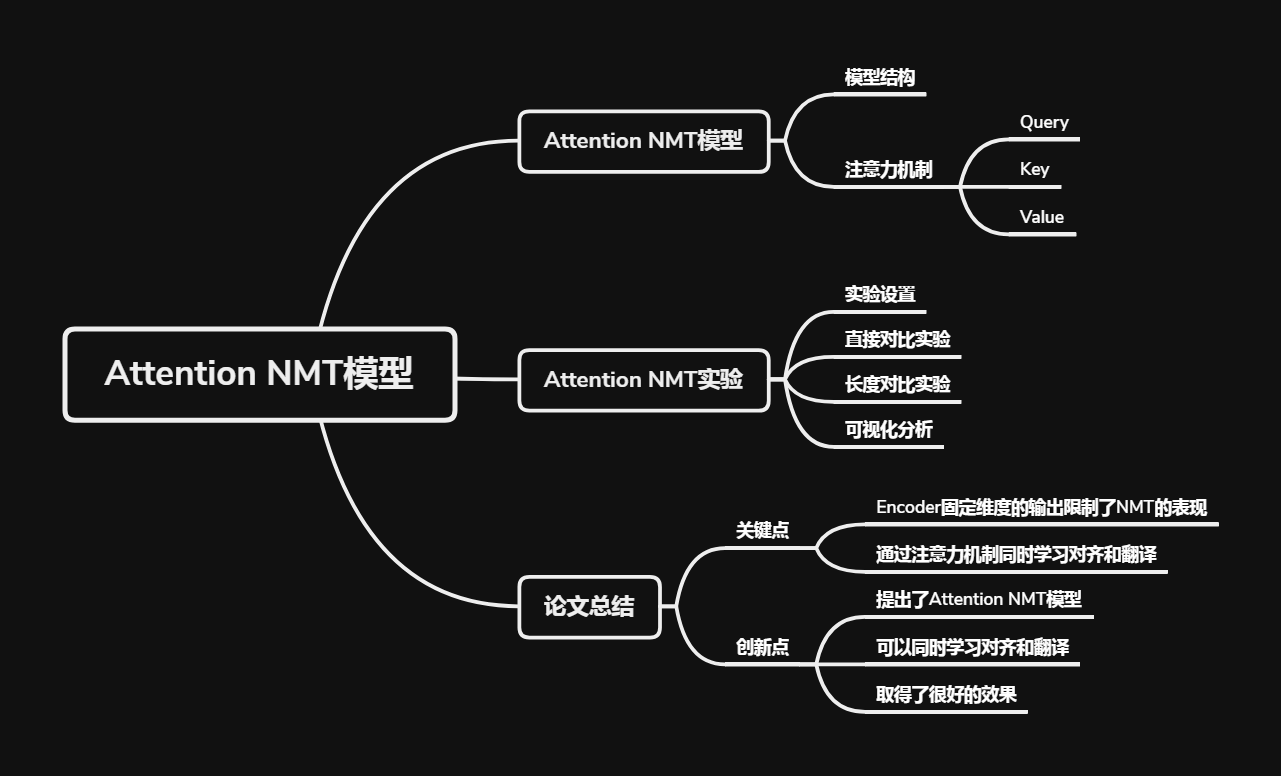 Attention NMT模型
Attention NMT模型
模型结构
注意力机制
Query
Key
Value
Attention NMT实验
实验设置
直接对比实验
长度对比实验
可视化分析
论文总结
关键点
Encoder固定维度的输出限制了NMT的表现
通过注意力机制同时学习对齐和翻译
创新点
提出了Attention NMT模型
可以同时学习对齐和翻译
取得了很好的效果